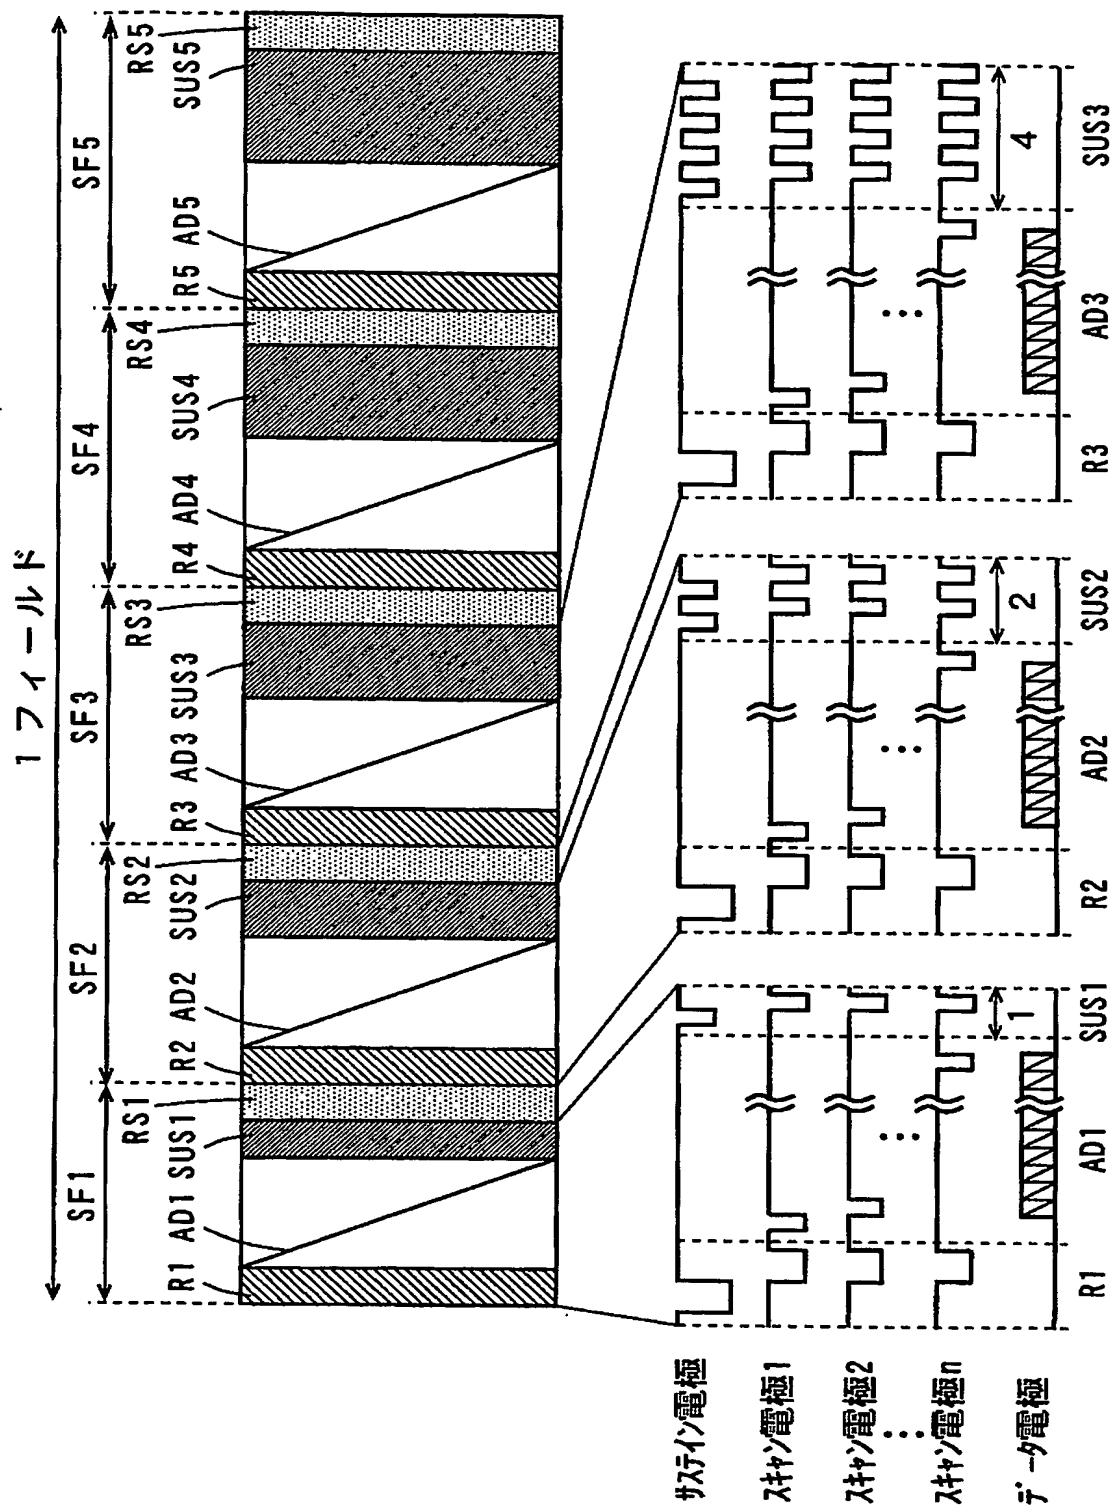 1フィールド
SF1 SF2 SF3 SF4 SF5
RS1 RS2 RS3 RS4 RS5
R1 AD1 SUS1 R2 AD2 SUS2 R3 AD3 SUS3 R4 AD4 SUS4 R5 AD5 SUS5
サステイン電極
スキャン電極1
スキャン電極2
スキャン電極n
データ電極
1 2 4
R1 AD1 SUS1 R2 AD2 SUS2 R3 AD3 SUS3